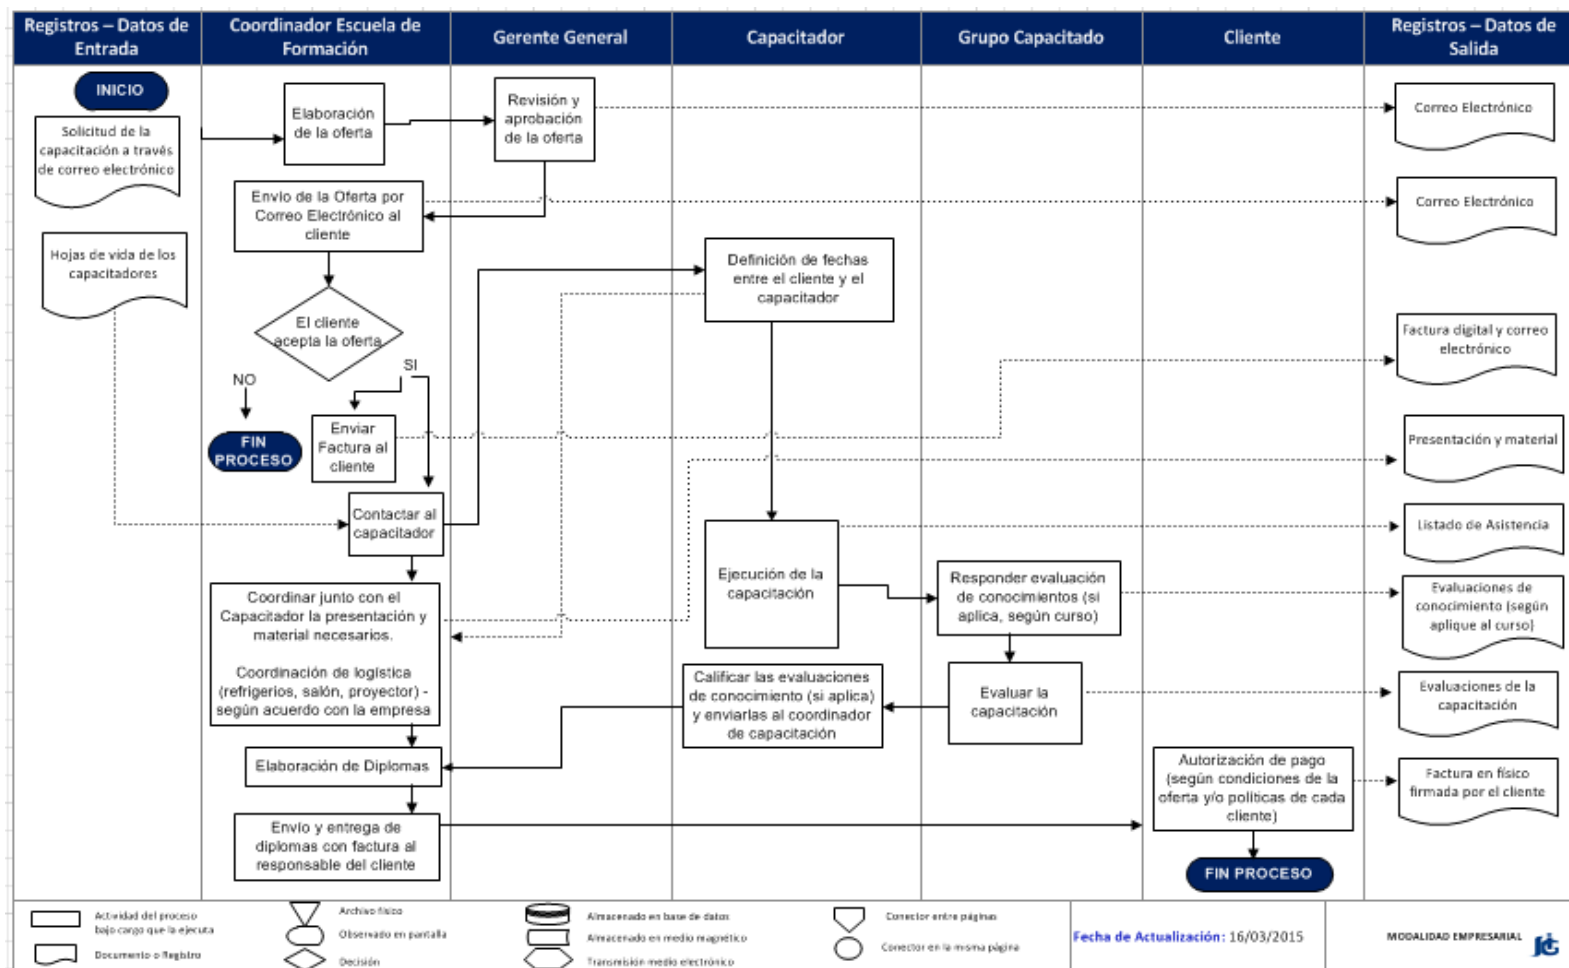 Registros – Datos de
Entrada
Coordinador Escuela de
Formación
Gerente General
Capacitador
Grupo Capacitado
Cliente
Registros – Datos de
Salida
INICIO
Solicitud de la
capacitación a través
de correo electrónico
Elaboración
de la oferta
Revisión y
aprobación
de la oferta
Correo Electrónico
Envío de la Oferta por
Correo Electrónico al
cliente
Correo Electrónico
Hojas de vida de los
capacitadores
Definición de fechas
entre el cliente y el
capacitador
El cliente
acepta la oferta
Factura digital y correo
electrónico
SI
NO
FIN
PROCESO
Enviar
Factura al
cliente
Presentación y material
Contactar al
capacitador
Listado de Asistencia
Ejecución de la
capacitación
Responder evaluación
de conocimientos (si
aplica, según curso)
Evaluaciones de
conocimiento (según
aplique al curso)
Coordinar junto con el
Capacitador la presentación y
material necesarios.
Coordinación de logística
(refrigerios, salón, proyector) -
según acuerdo con la empresa
Calificar las evaluaciones
de conocimiento (si aplica)
y enviarlas al coordinador
de capacitación
Evaluar la
capacitación
Evaluaciones de la
capacitación
Elaboración de Diplomas
Autorización de pago
(según condiciones de la
oferta y/o políticas de cada
cliente)
Factura en físico
firmada por el cliente
Envío y entrega de
diplomas con factura al
responsable del cliente
FIN PROCESO
Actividad del proceso
bajo cargo que la ejecuta
Documento o Registro
Archivo físico
Observado en pantalla
Decisión
Almacenado en base de datos
Almacenado en medio magnético
Transmisión medio electrónico
Conector entre páginas
Conector en la misma página
Fecha de Actualización: 16/03/2015
MODALIDAD EMPRESARIAL